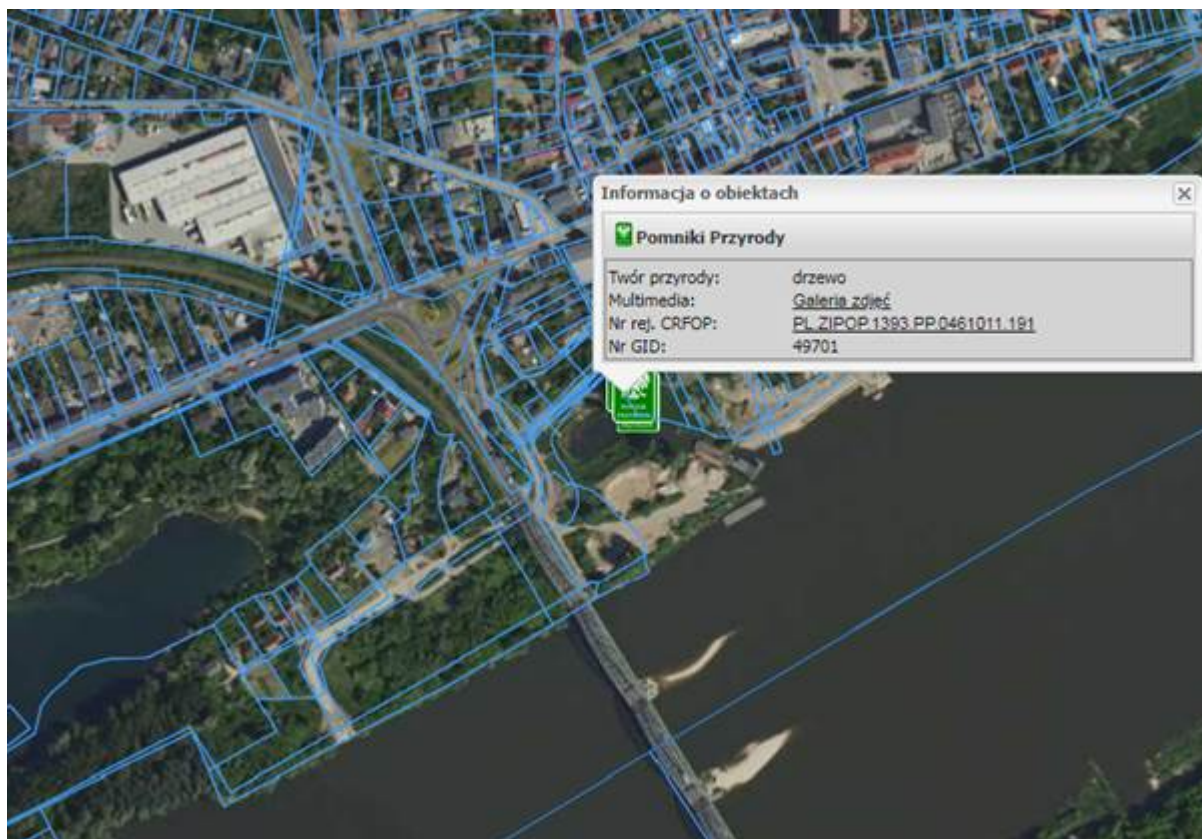 Informacja o obiektach
Pomniki Przyrody
Twór przyrody: drzewo
Multimedia: Galeria zdjęć
Nr rej. CRFOP: PL.ZIPOP.1393.PP.0461011.191
Nr GID: 49701